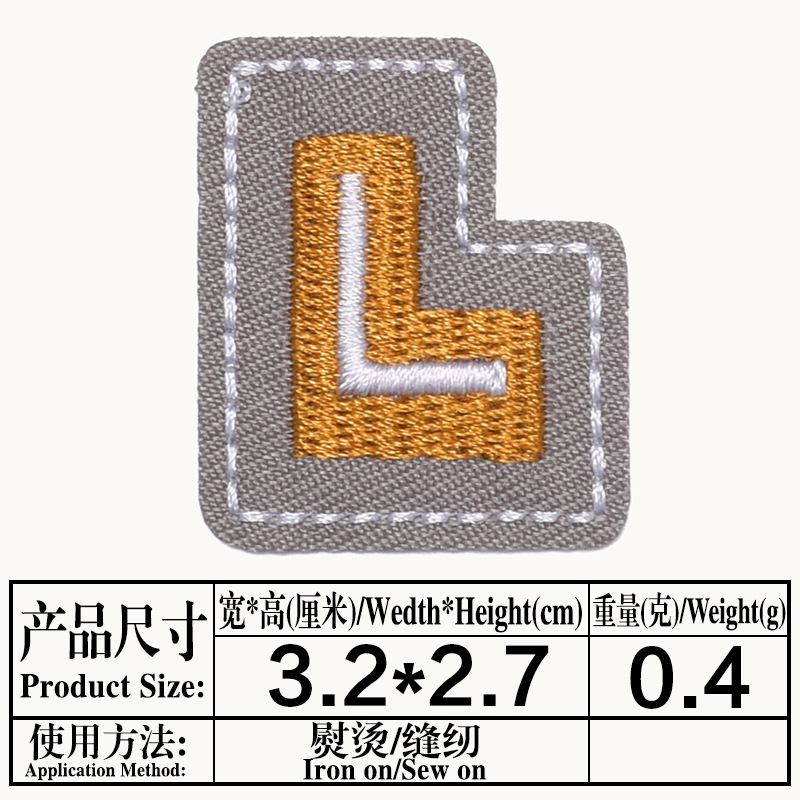 L
产品尺寸
Product Size:
宽*高(厘米)/Wedth*Height(cm)
重量(克)/Weight(g)
3.2*2.7
0.4
使用方法:
Application Method:
熨烫/缝纫
Iron on/Sew on